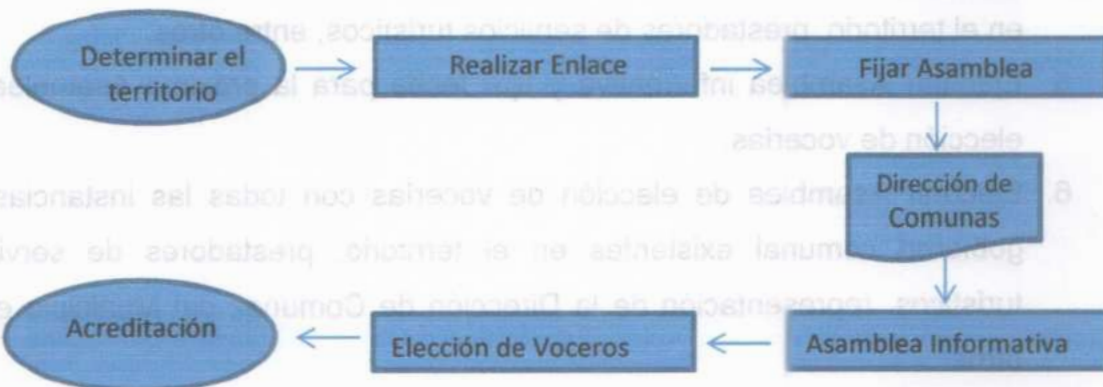 Determinar el
territorio
Realizar Enlace
Fijar Asamblea
Dirección de
Comunas
Asamblea Informativa
Elección de Voceros
Acreditación